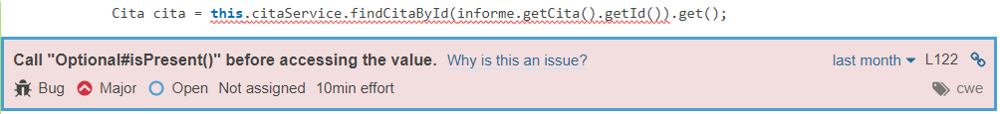 Cita cita = this.citaService.findCitaById(informe.getCita().getId()).get();
Call "Optional#isPresent()" before accessing the value. Why is this an issue? last month L122
Bug Major Open Not assigned 10min effort cwe